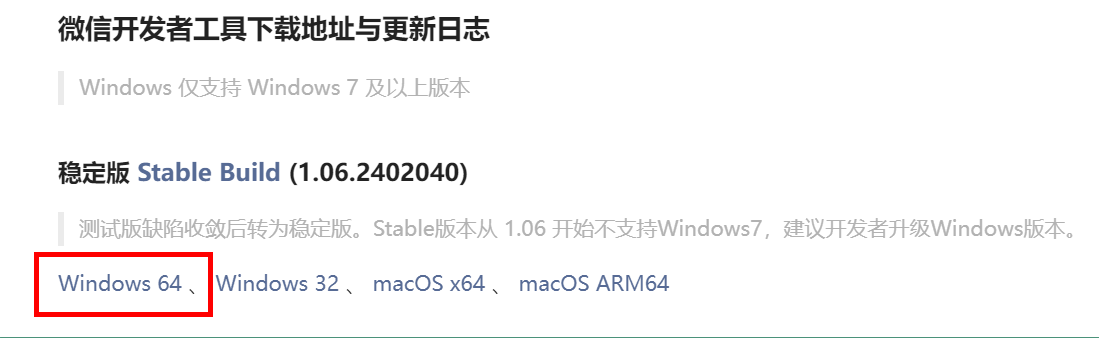 微信开发者工具下载地址与更新日志
Windows 仅支持 Windows 7 及以上版本
稳定版 Stable Build (1.06.2402040)
测试版缺陷收敛后转为稳定版。Stable版本从 1.06 开始不支持Windows7，建议开发者升级Windows版本。
Windows 64 、 Windows 32 、 macOS x64 、 macOS ARM64